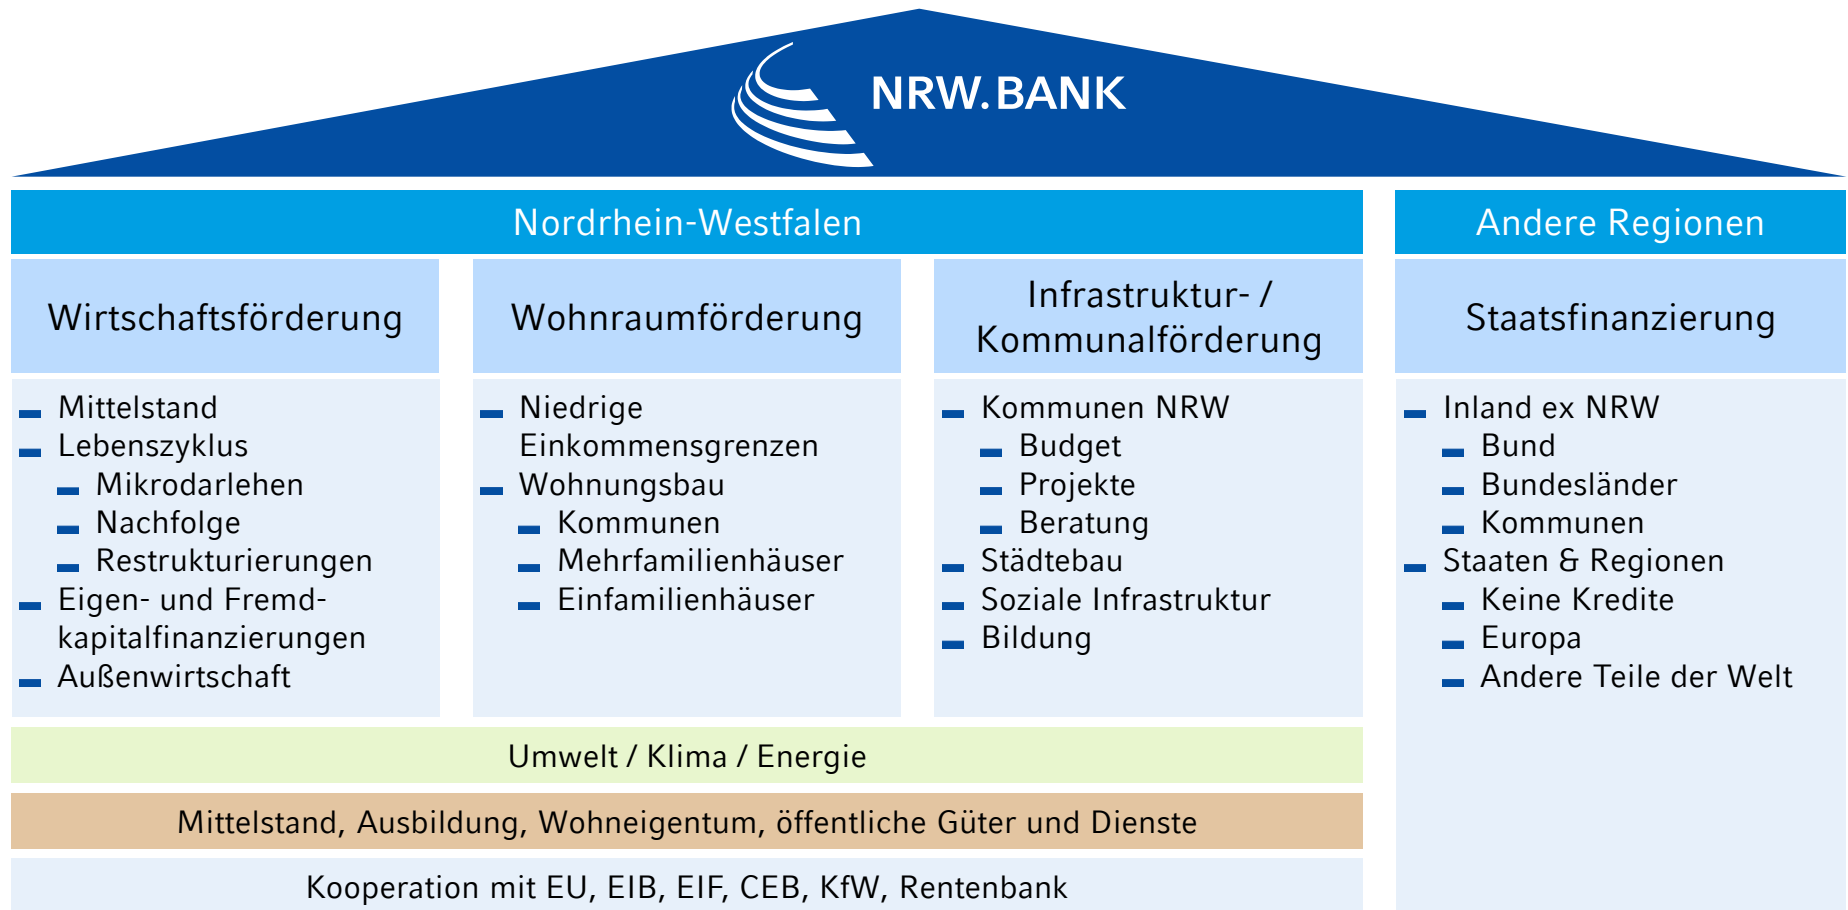 NRW.BANK
Nordrhein-Westfalen
Andere Regionen
Wirtschaftsförderung
Wohnraumförderung
Infrastruktur- /
Kommunalförderung
Staatsfinanzierung
Mittelstand
Lebenszyklus
Mikrodarlehen
Nachfolge
Restrukturierungen
Eigen- und Fremd-
kapitalfinanzierungen
Außenwirtschaft
Niedrige
Einkommensgrenzen
Wohnungsbau
Kommunen
Mehrfamilienhäuser
Einfamilienhäuser
Kommunen NRW
Budget
Projekte
Beratung
Städtebau
Soziale Infrastruktur
Bildung
Inland ex NRW
Bund
Bundesländer
Kommunen
Staaten & Regionen
Keine Kredite
Europa
Andere Teile der Welt
Umwelt / Klima / Energie
Mittelstand, Ausbildung, Wohneigentum, öffentliche Güter und Dienste
Kooperation mit EU, EIB, EIF, CEB, KfW, Rentenbank